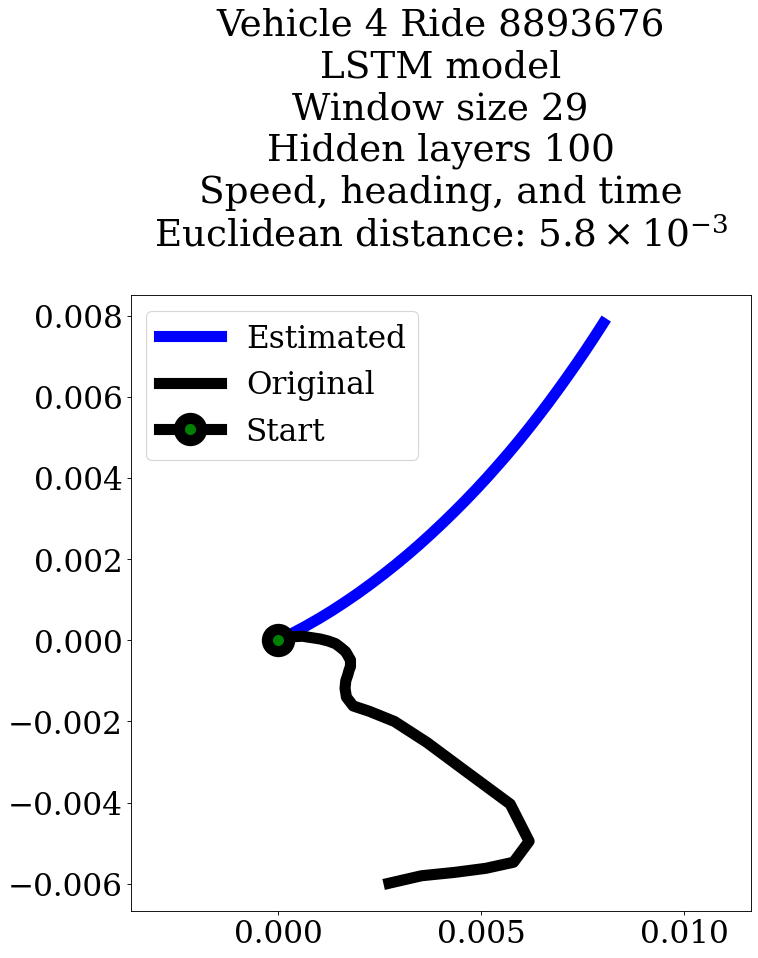 Vehicle 4 Ride 8893676
LSTM model
Window size 29
Hidden layers 100
Speed, heading, and time
Euclidean distance: 5.8 × 10⁻³
Estimated
Original
Start
0.008
0.006
0.004
0.002
0.000
−0.002
−0.004
−0.006
0.000 0.005 0.010